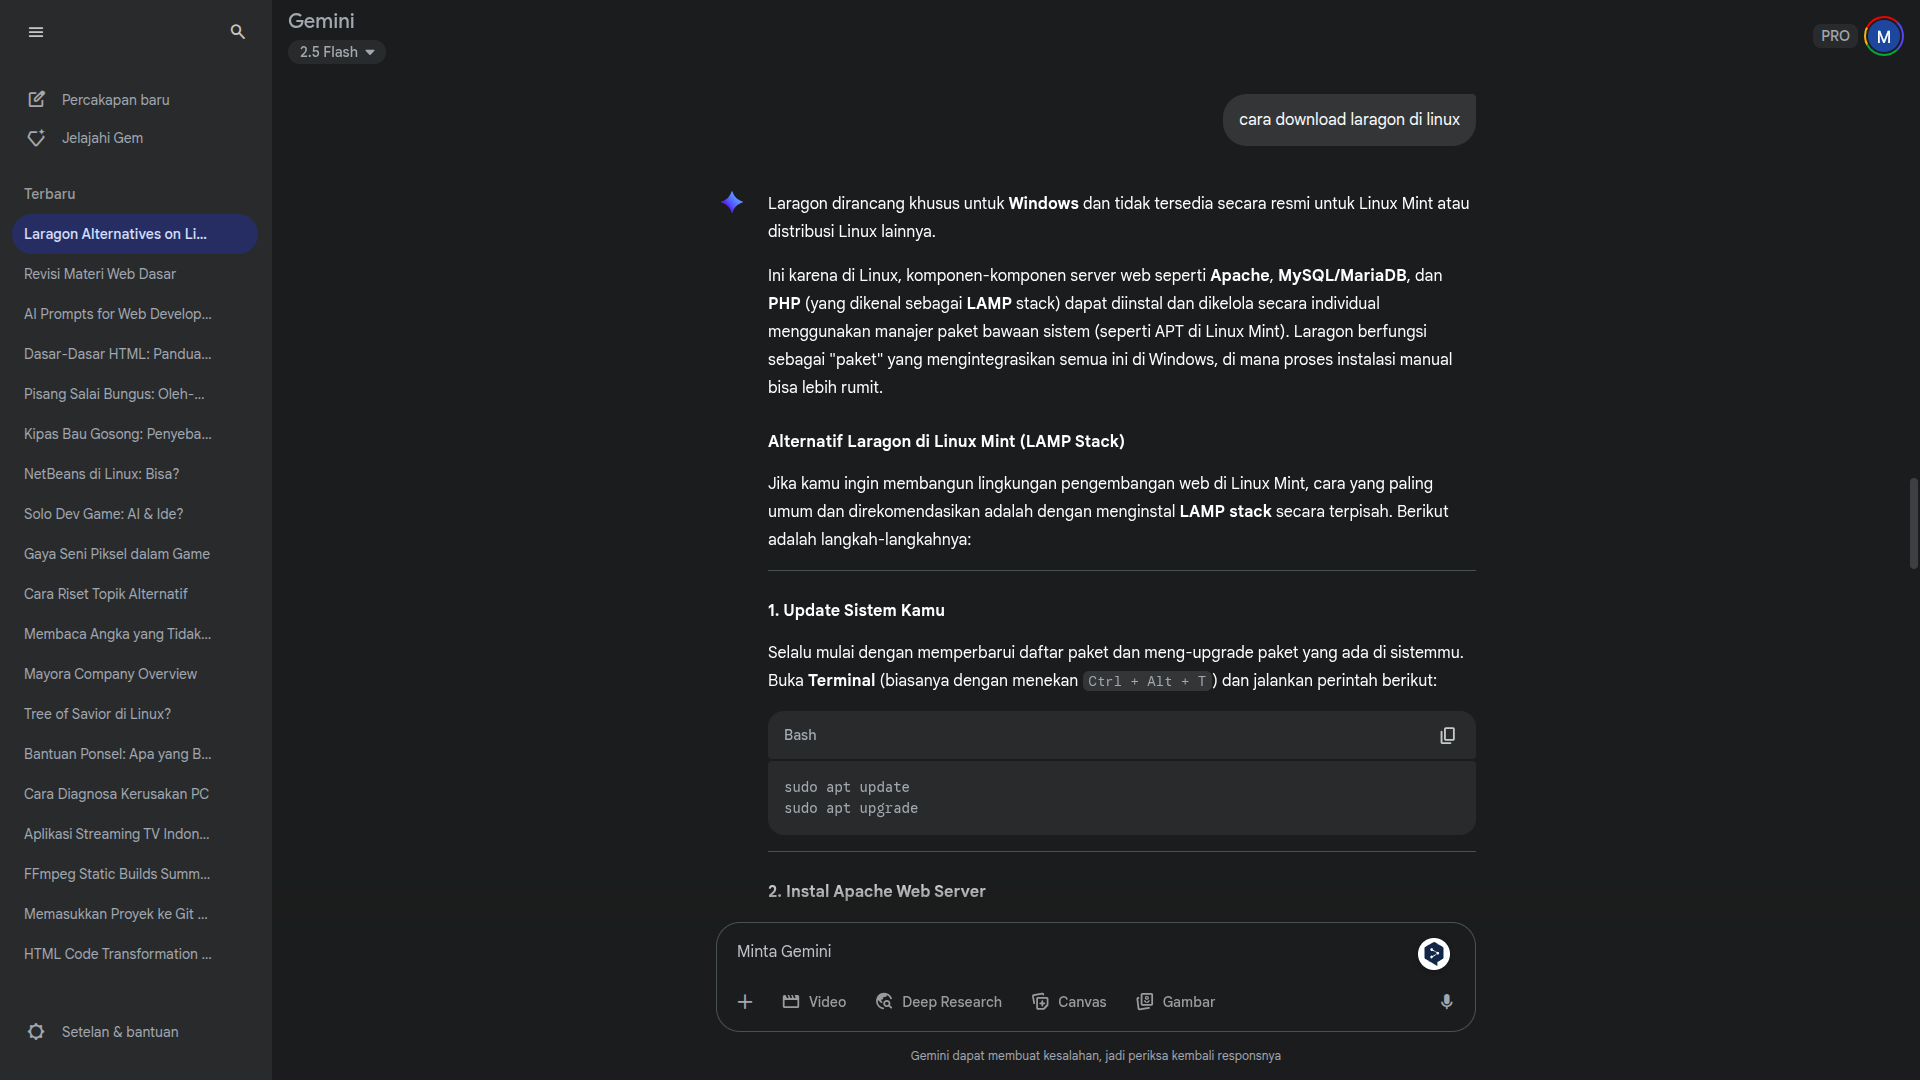 Gemini
2.5 Flash
PRO
M
Percakapan baru
Jelajahi Gem
Terbaru
Laragon Alternatives on Li...
Revisi Materi Web Dasar
AI Prompts for Web Develop...
Dasar-Dasar HTML: Pandua...
Pisang Salai Bungus: Oleh-...
Kipas Bau Gosong: Penyeba...
NetBeans di Linux: Bisa?
Solo Dev Game: AI & Ide?
Gaya Seni Piksel dalam Game
Cara Riset Topik Alternatif
Membaca Angka yang Tidak...
Mayora Company Overview
Tree of Savior di Linux?
Bantuan Ponsel: Apa yang B...
Cara Diagnosa Kerusakan PC
Aplikasi Streaming TV Indon...
FFmpeg Static Builds Summ...
Memasukkan Proyek ke Git ...
HTML Code Transformation ...
Setelan & bantuan
cara download laragon di linux
Laragon dirancang khusus untuk Windows dan tidak tersedia secara resmi untuk Linux Mint atau
distribusi Linux lainnya.
Ini karena di Linux, komponen-komponen server web seperti Apache, MySQL/MariaDB, dan
PHP (yang dikenal sebagai LAMP stack) dapat diinstal dan dikelola secara individual
menggunakan manajer paket bawaan sistem (seperti APT di Linux Mint). Laragon berfungsi
sebagai "paket" yang mengintegrasikan semua ini di Windows, di mana proses instalasi manual
bisa lebih rumit.
Alternatif Laragon di Linux Mint (LAMP Stack)
Jika kamu ingin membangun lingkungan pengembangan web di Linux Mint, cara yang paling
umum dan direkomendasikan adalah dengan menginstal LAMP stack secara terpisah. Berikut
adalah langkah-langkahnya:
1. Update Sistem Kamu
Selalu mulai dengan memperbarui daftar paket dan meng-upgrade paket yang ada di sistemmu.
Buka Terminal (biasanya dengan menekan Ctrl + Alt + T) dan jalankan perintah berikut:
Bash
sudo apt update
sudo apt upgrade
2. Instal Apache Web Server
Minta Gemini
Video
Deep Research
Canvas
Gambar
Gemini dapat membuat kesalahan, jadi periksa kembali responsnya